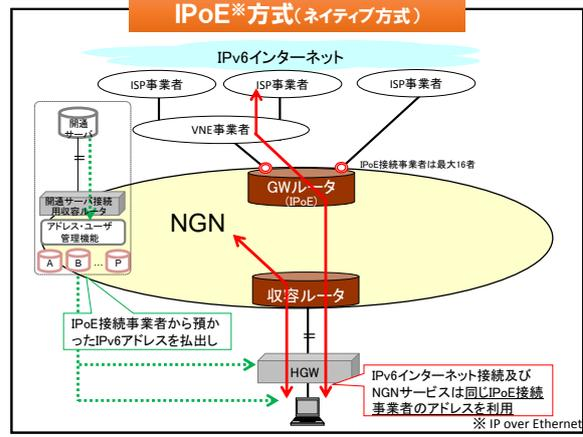 IPoE※方式(ネイティブ方式)
IPv6インターネット
ISP事業者
ISP事業者
ISP事業者
VNE事業者
開通
サーバ
IPoE接続事業者は最大16者
GWルータ
(IPoE)
開通サーバ接続
用収容ルータ
アドレス・ユーザ
管理機能
A
B
…
P
NGN
収容ルータ
IPoE接続事業者から預か
ったIPv6アドレスを払出し
HGW
IPv6インターネット接続及び
NGNサービスは同じIPoE接続
事業者のアドレスを利用
※ IP over Ethernet